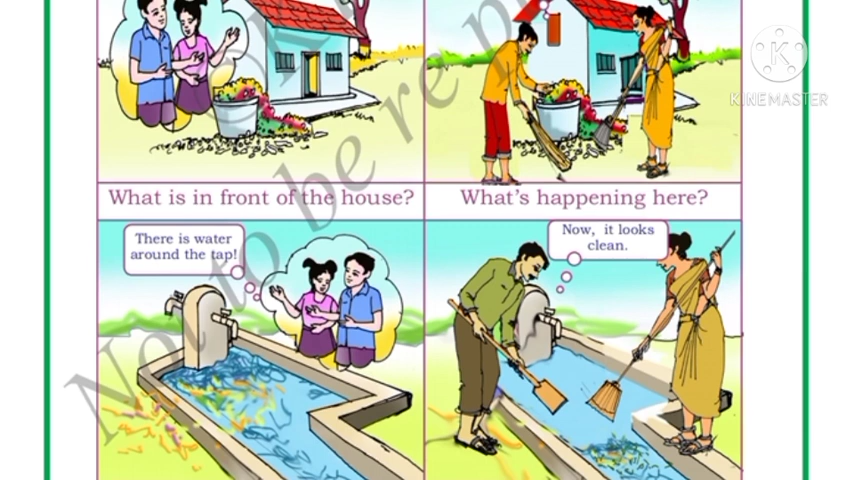 KINEMASTER
What is in front of the house?
What's happening here?
There is water
around the tap!
Now, it looks
clean.
Not to be re p